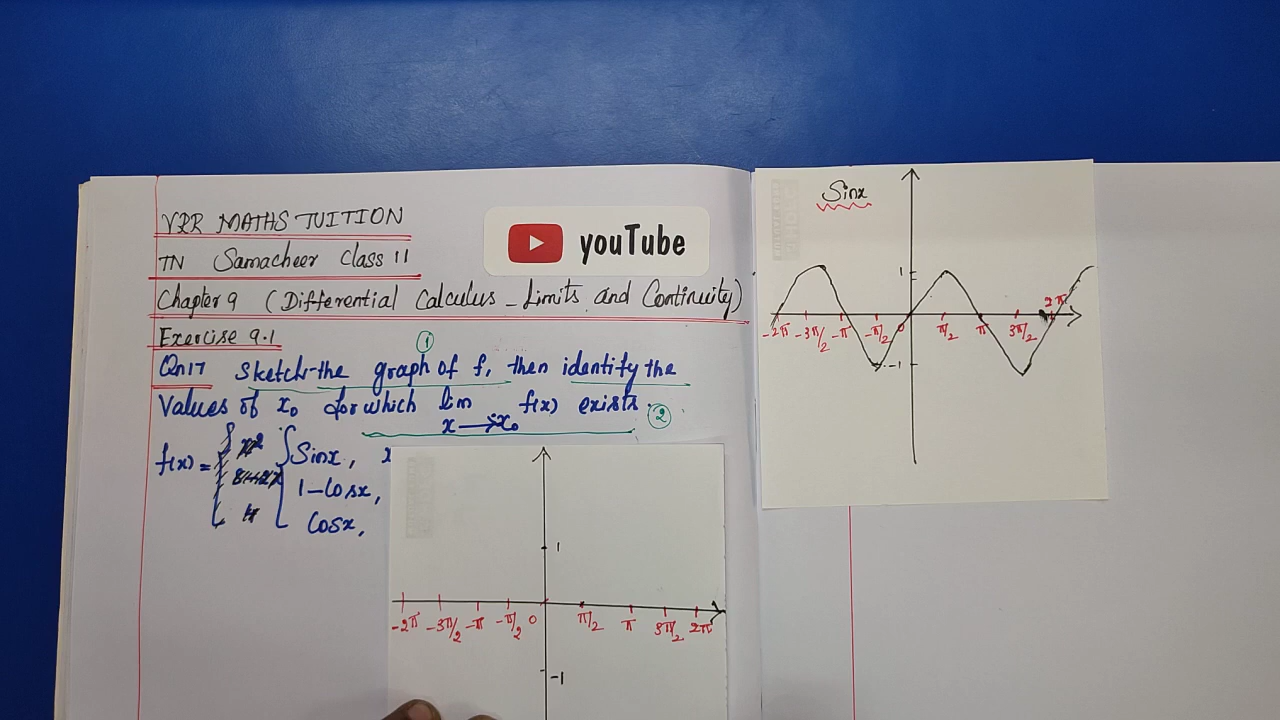 VRR MATHS TUITION
TN Samacheer Class 11
Chapter 9 (Differential Calculus - Limits and Continuity)
Exercise 9.1
①
Qn17 Sketch the graph of f, then identify the
Values of x₀ for which lim f(x) exists. ②
x → x₀
f(x) = { Sinx, x
1-Cosx,
Cosx,
youTube
1
-2π -3π/2 -π -π/2 0 π/2 π 3π/2 2π
-1
Sinx
1
2π
-2π -3π/2 -π -π/2 0 π/2 π 3π/2
-1